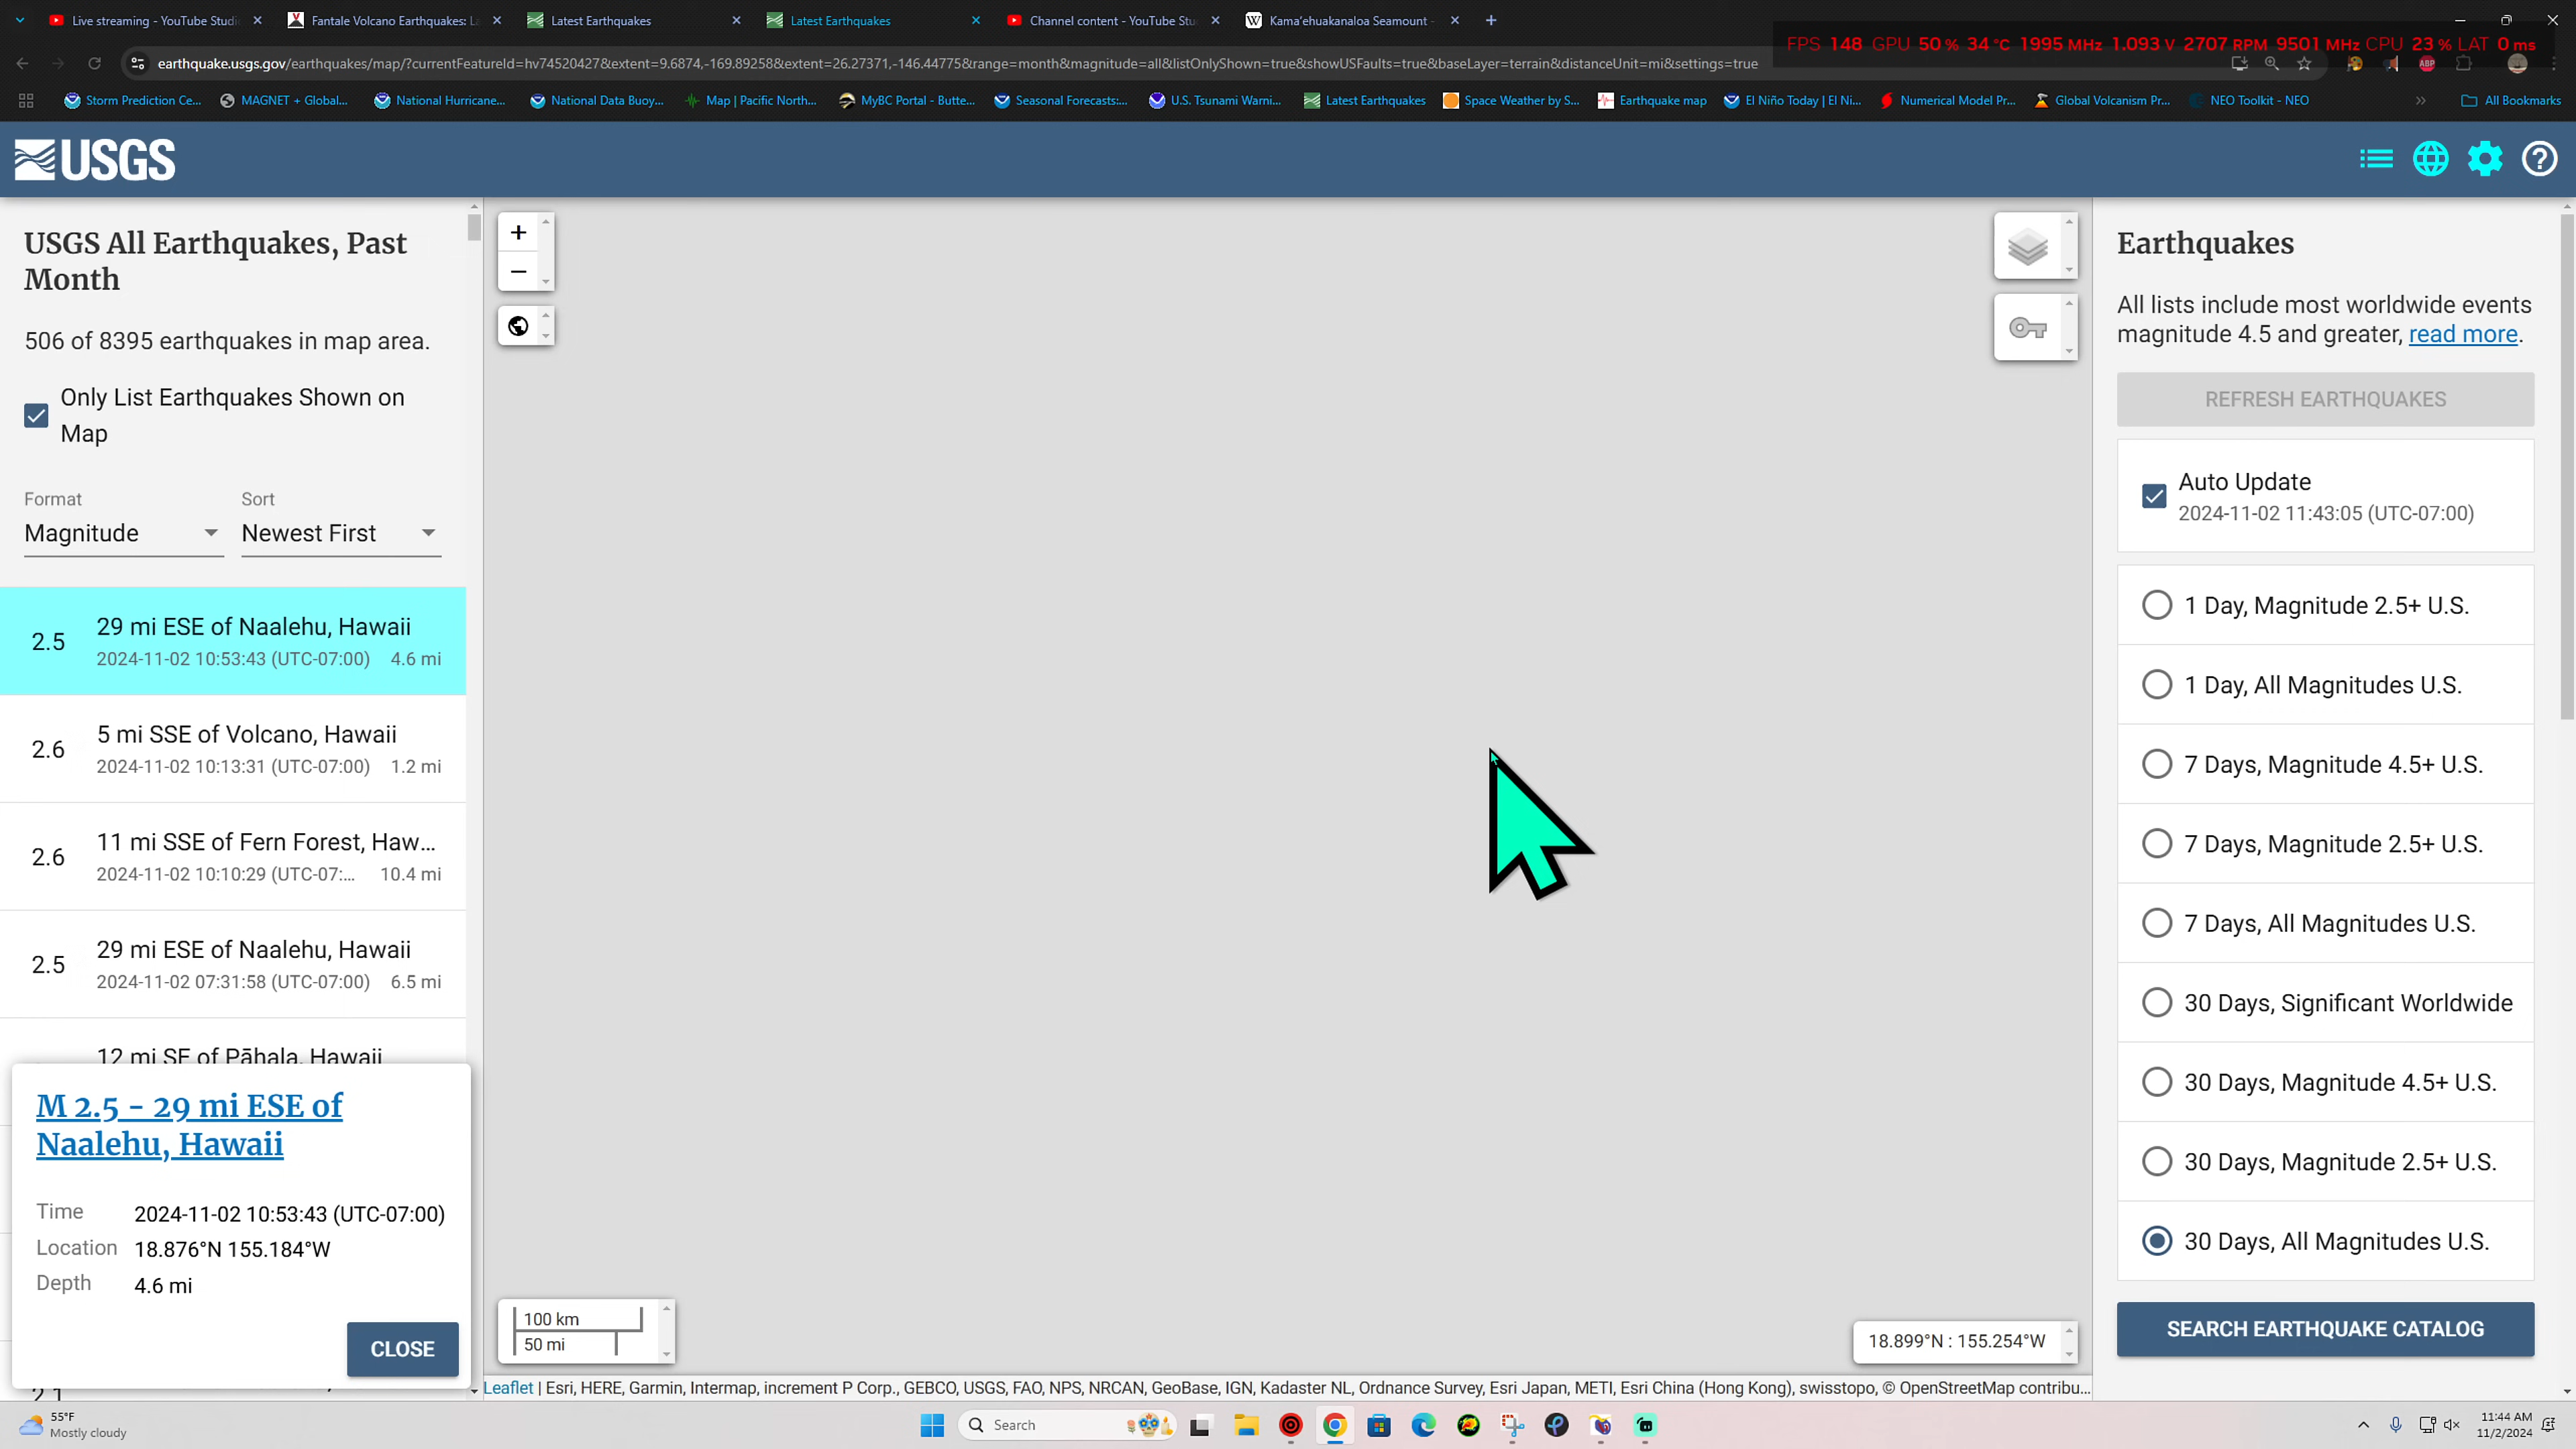 Live streaming - YouTube Studi
Fantale Volcano Earthquakes: La
Latest Earthquakes
Latest Earthquakes
Channel content - YouTube Stu
Kama'ehuakanaloa Seamount -
FPS 148 GPU 50 % 34 °C 1995 MHz 1.093 V 2707 RPM 9501 MHz CPU 23 % LAT 0 ms
earthquake.usgs.gov/earthquakes/map/?currentFeatureId=hv74520427&extent=9.6874,-169.89258&extent=26.27371,-146.44775&range=month&magnitude=all&listOnlyShown=true&showUSFaults=true&baseLayer=terrain&distanceUnit=mi&settings=true
ABP
Storm Prediction Ce...
MAGNET + Global...
National Hurricane...
National Data Buoy...
Map | Pacific North...
MyBC Portal - Butte...
Seasonal Forecasts:...
U.S. Tsunami Warni...
Latest Earthquakes
Space Weather by S...
Earthquake map
El Niño Today | El Ni...
Numerical Model Pr...
Global Volcanism Pr...
NEO Toolkit - NEO
All Bookmarks
USGS
USGS All Earthquakes, Past
Month
506 of 8395 earthquakes in map area.
Only List Earthquakes Shown on
Map
Format
Magnitude
Sort
Newest First
2.5
29 mi ESE of Naalehu, Hawaii
2024-11-02 10:53:43 (UTC-07:00) 4.6 mi
2.6
5 mi SSE of Volcano, Hawaii
2024-11-02 10:13:31 (UTC-07:00) 1.2 mi
2.6
11 mi SSE of Fern Forest, Haw...
2024-11-02 10:10:29 (UTC-07:... 10.4 mi
2.5
29 mi ESE of Naalehu, Hawaii
2024-11-02 07:31:58 (UTC-07:00) 6.5 mi
12 mi SE of Pāhala, Hawaii
M 2.5 - 29 mi ESE of
Naalehu, Hawaii
Time 2024-11-02 10:53:43 (UTC-07:00)
Location 18.876°N 155.184°W
Depth 4.6 mi
CLOSE
2.1
+
−
100 km
50 mi
18.899°N : 155.254°W
Leaflet | Esri, HERE, Garmin, Intermap, increment P Corp., GEBCO, USGS, FAO, NPS, NRCAN, GeoBase, IGN, Kadaster NL, Ordnance Survey, Esri Japan, METI, Esri China (Hong Kong), swisstopo, © OpenStreetMap contribu...
Earthquakes
All lists include most worldwide events
magnitude 4.5 and greater, read more.
REFRESH EARTHQUAKES
Auto Update
2024-11-02 11:43:05 (UTC-07:00)
1 Day, Magnitude 2.5+ U.S.
1 Day, All Magnitudes U.S.
7 Days, Magnitude 4.5+ U.S.
7 Days, Magnitude 2.5+ U.S.
7 Days, All Magnitudes U.S.
30 Days, Significant Worldwide
30 Days, Magnitude 4.5+ U.S.
30 Days, Magnitude 2.5+ U.S.
30 Days, All Magnitudes U.S.
SEARCH EARTHQUAKE CATALOG
55°F
Mostly cloudy
Search
11:44 AM
11/2/2024